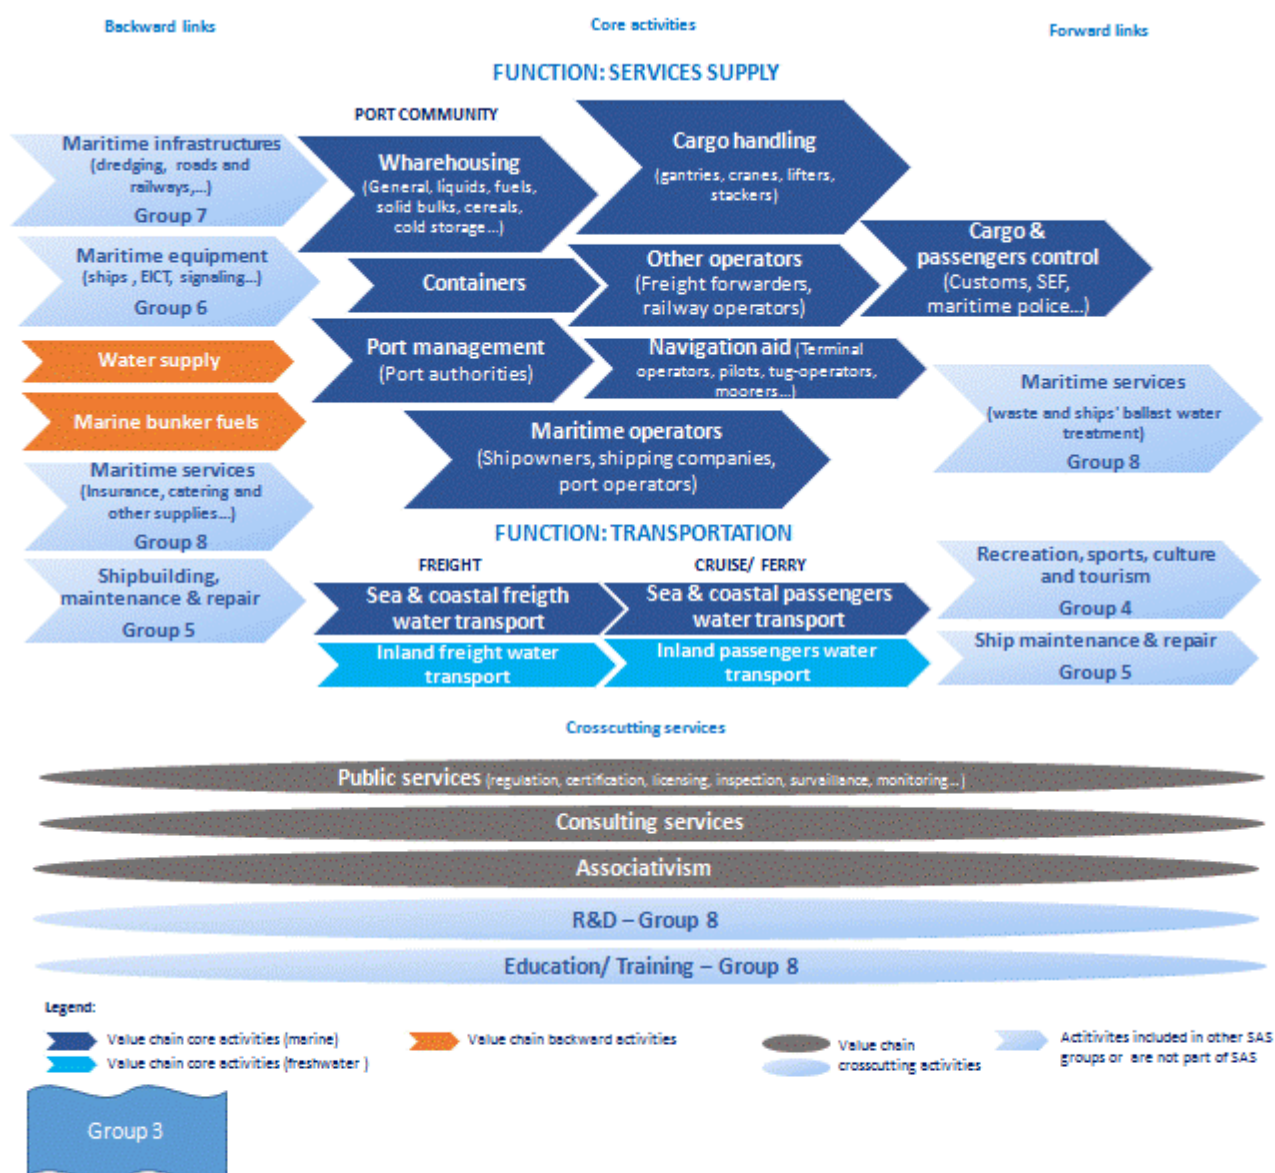 Backward links
Core activities
Forward links
FUNCTION: SERVICES SUPPLY
PORT COMMUNITY
Maritime infrastructures
(dredging, roads and
railways,...)
Group 7
Wharehousing
(General, liquids, fuels,
solid bulks, cereals,
cold storage...)
Cargo handling
(gantries, cranes, lifters,
stackers)
Maritime equipment
(ships , EICT, signaling...)
Group 6
Containers
Other operators
(Freight forwarders,
railway operators)
Cargo &
passengers control
(Customs, SEF,
maritime police...)
Water supply
Port management
(Port authorities)
Navigation aid (Terminal
operators, pilots, tug-operators,
moorers...)
Marine bunker fuels
Maritime operators
(Shipowners, shipping companies,
port operators)
Maritime services
(waste and ships' ballast water
treatment)
Group 8
Maritime services
(Insurance, catering and
other supplies...)
Group 8
FUNCTION: TRANSPORTATION
FREIGHT
CRUISE/ FERRY
Shipbuilding,
maintenance & repair
Group 5
Sea & coastal freigth
water transport
Sea & coastal passengers
water transport
Recreation, sports, culture
and tourism
Group 4
Inland freight water
transport
Inland passengers water
transport
Ship maintenance & repair
Group 5
Crosscutting services
Public services (regulation, certification, licensing, inspection, survaillance, monitoring...)
Consulting services
Associativism
R&D – Group 8
Education/ Training – Group 8
Legend:
Value chain core activities (marine)
Value chain core activities (freshwater )
Value chain backward activities
Value chain
crosscutting activities
Actitivites included in other SAS
groups or are not part of SAS
Group 3